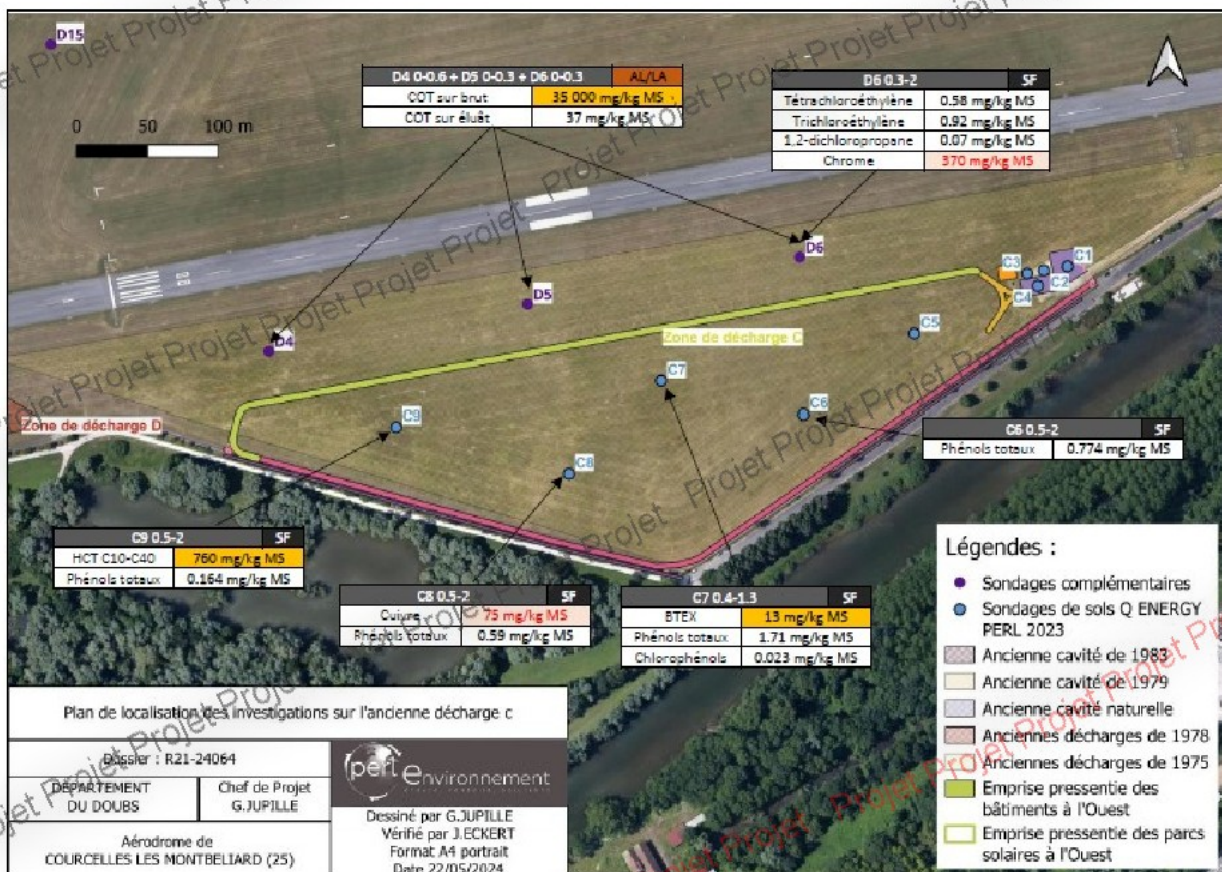 D15
0 50 100 m
D4 0-0.6 + D5 0-0.3 + D6 0-0.3 AL/LA
COT sur brut 35 000 mg/kg MS
COT sur éluât 37 mg/kg MS
D6 0.3-2 SF
Tétrachloroéthylène 0.58 mg/kg MS
Trichloroéthylène 0.92 mg/kg MS
1,2-dichloropropane 0.07 mg/kg MS
Chrome 370 mg/kg MS
D6
D5
D4
C3
C1
C2
C4
C5
Zone de décharge C
C7
C6
C9
C8
Zone de décharge D
C6 0.5-2 SF
Phénols totaux 0.774 mg/kg MS
C9 0.5-2 SF
HCT C10-C40 760 mg/kg MS
Phénols totaux 0.164 mg/kg MS
C8 0.5-2 SF
Cuivre 75 mg/kg MS
Phénols totaux 0.59 mg/kg MS
C7 0.4-1.3 SF
BTEX 13 mg/kg MS
Phénols totaux 1.71 mg/kg MS
Chlorophénols 0.023 mg/kg MS
Légendes :
Sondages complémentaires
Sondages de sols Q ENERGY
PERL 2023
Ancienne cavité de 1983
Ancienne cavité de 1979
Ancienne cavité naturelle
Anciennes décharges de 1978
Anciennes décharges de 1975
Emprise pressentie des
bâtiments à l'Ouest
Emprise pressentie des parcs
solaires à l'Ouest
Plan de localisation des investigations sur l'ancienne décharge c
Dossier : R21-24064
DÉPARTEMENT
DU DOUBS
Chef de Projet
G.JUPILLE
Aérodrome de
COURCELLES LES MONTBELIARD (25)
perl environnement
Dessiné par G.JUPILLE
Vérifié par J.ECKERT
Format A4 portrait
Date 22/05/2024
Projet Projet Projet Projet Projet Projet